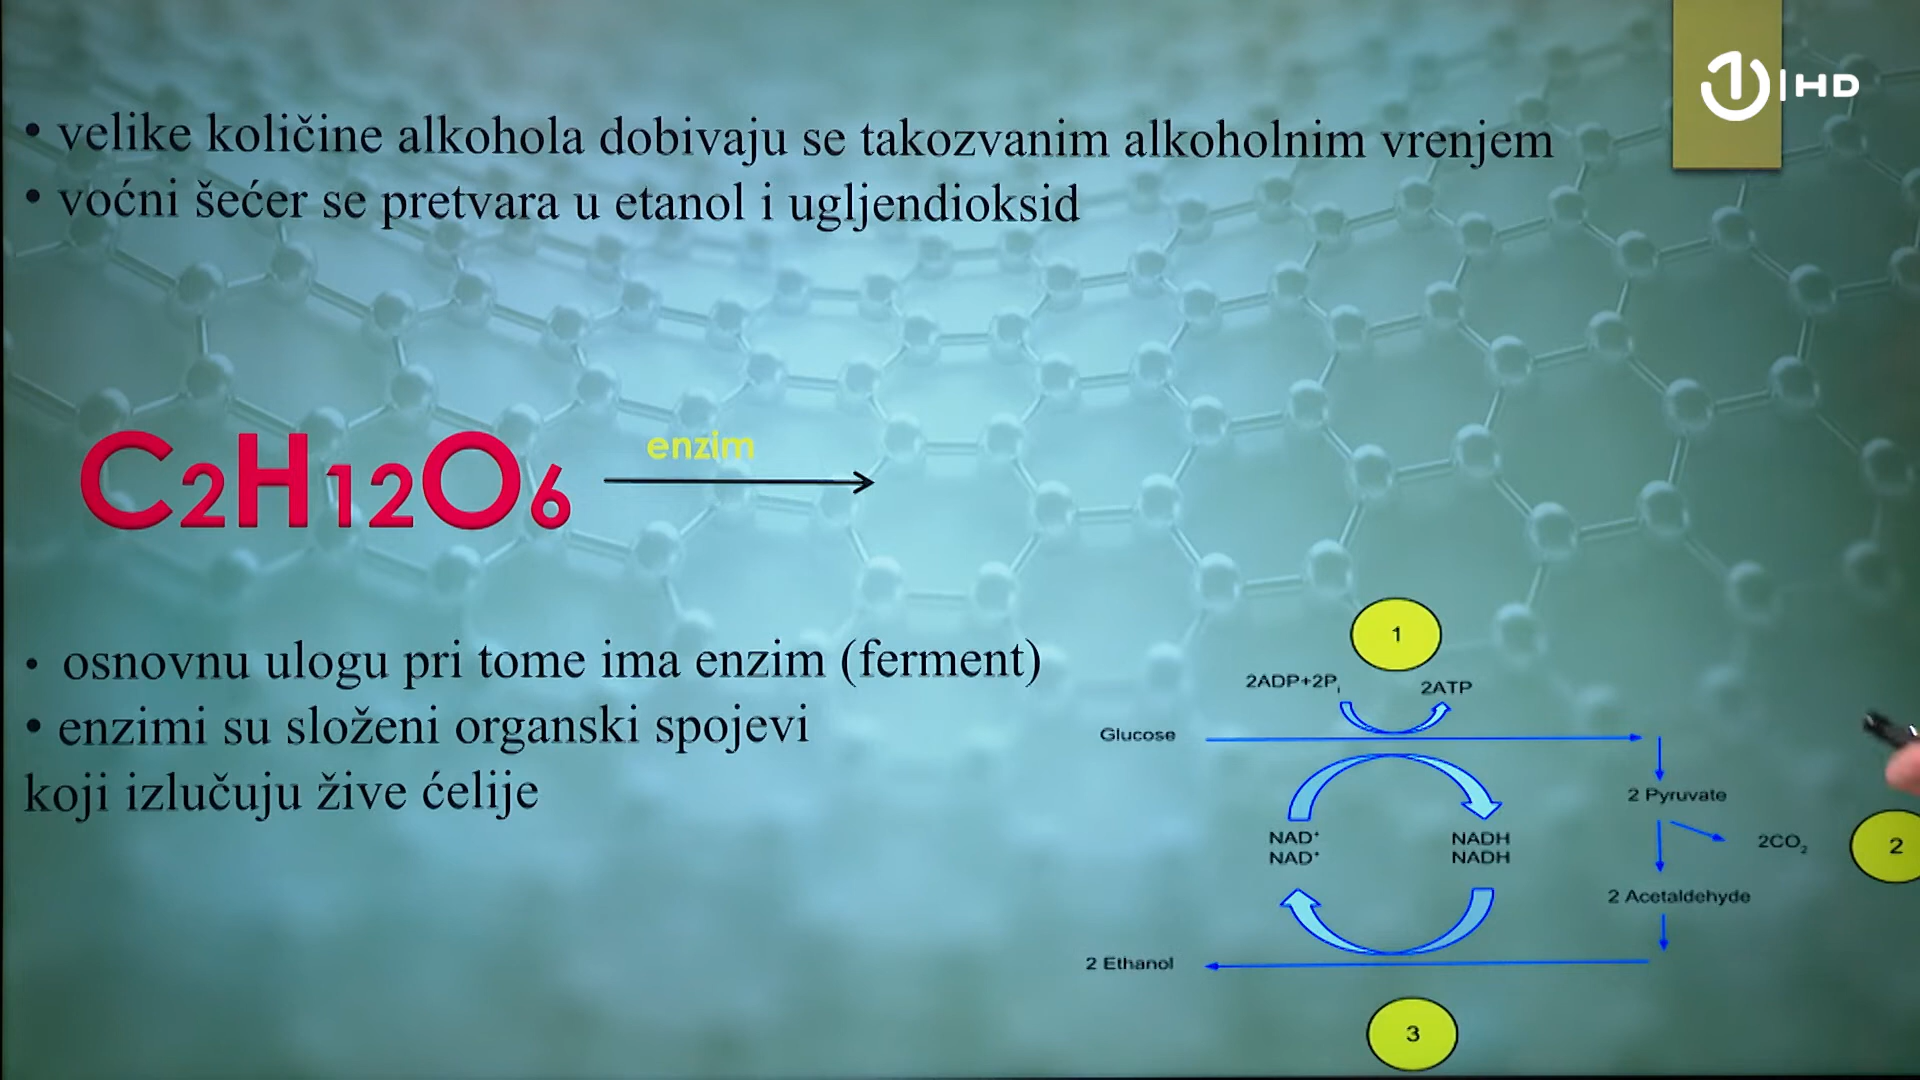 1 | HD
• velike količine alkohola dobivaju se takozvanim alkoholnim vrenjem
• voćni šećer se pretvara u etanol i ugljendioksid
enzim
C2H12O6
• osnovnu ulogu pri tome ima enzim (ferment)
• enzimi su složeni organski spojevi
koji izlučuju žive ćelije
1
2ADP+2Pi 2ATP
Glucose
2 Pyruvate
NAD+ NADH
NAD+ NADH
2CO2
2
2 Acetaldehyde
2 Ethanol
3